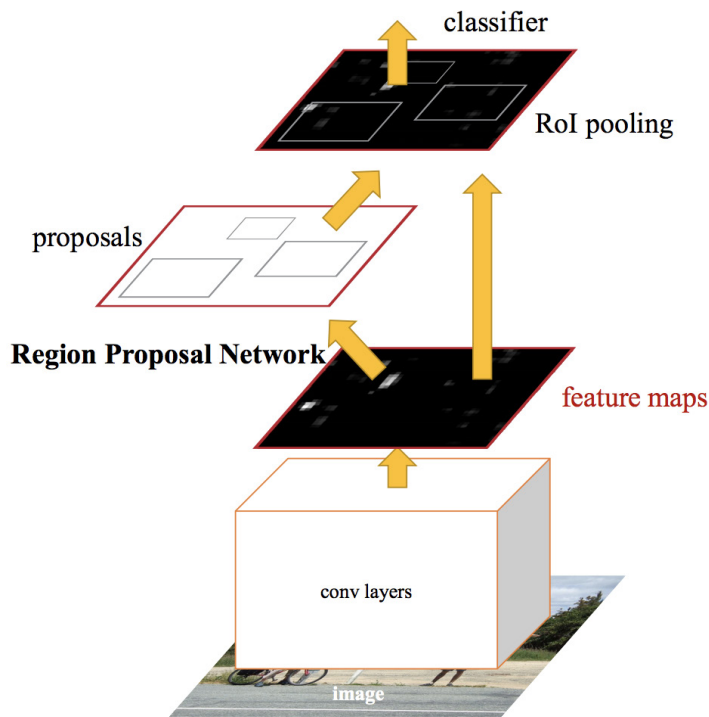 classifier
RoI pooling
proposals
Region Proposal Network
feature maps
conv layers
image